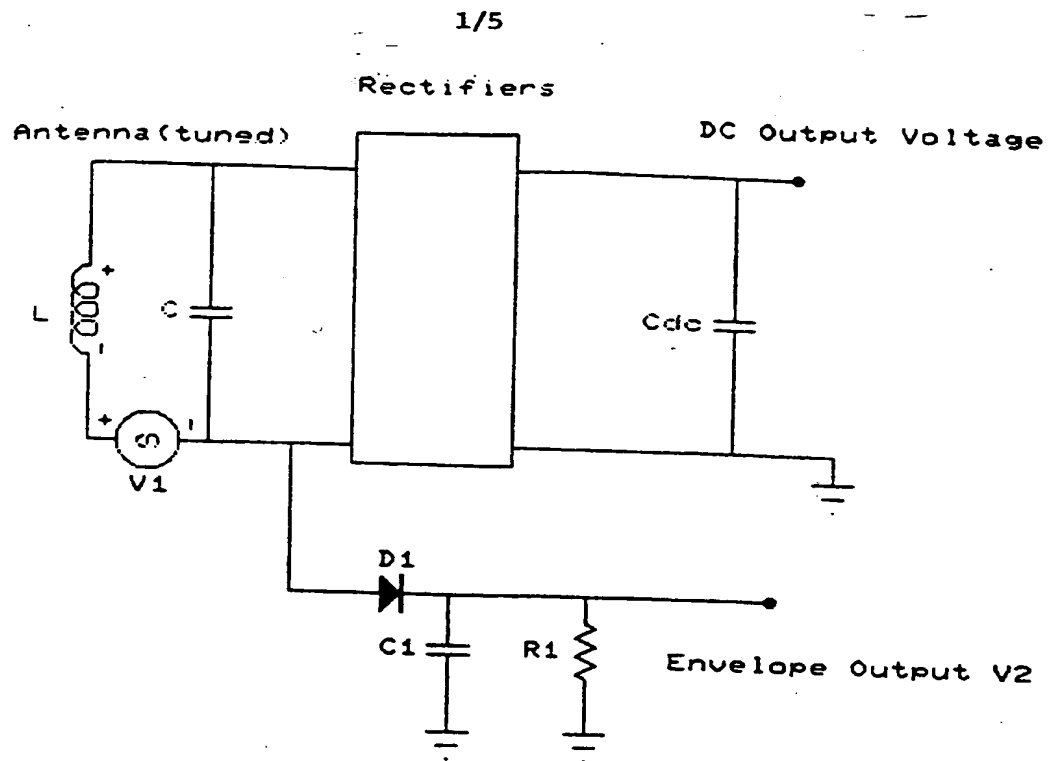 1/5
Rectifiers
Antenna(tuned)
DC Output Voltage
+
L
C
Cdc
-
+
-
V1
D1
C1
R1
Envelope Output V2